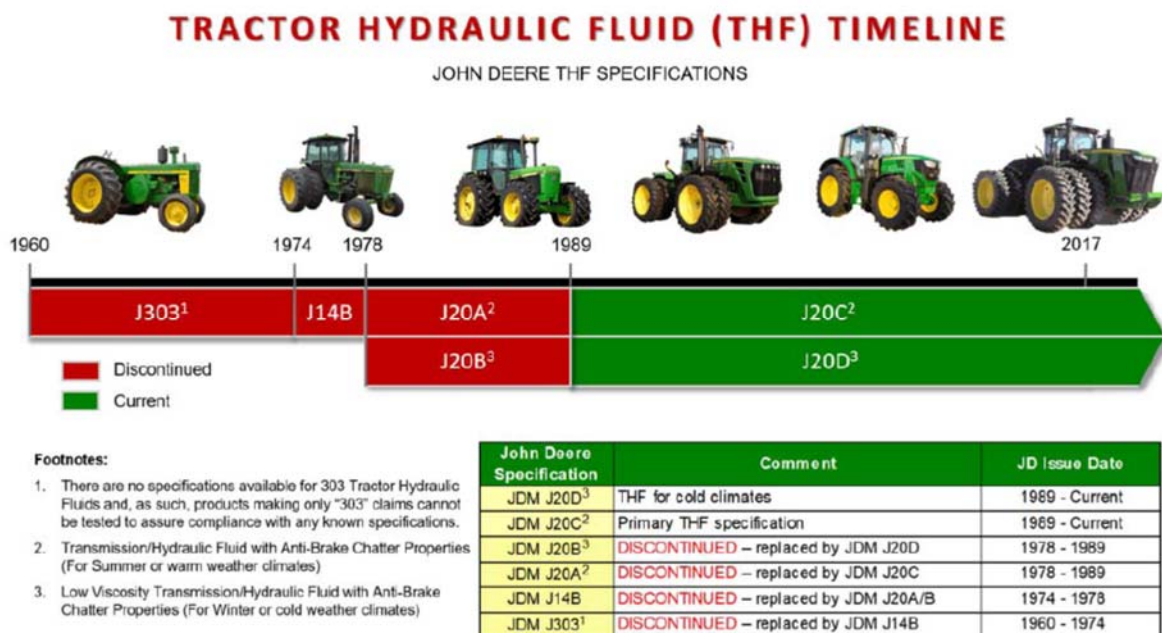 TRACTOR HYDRAULIC FLUID (THF) TIMELINE
JOHN DEERE THF SPECIFICATIONS
1960 1974 1978 1989 2017
J303¹ J14B J20A² J20C²
J20B³ J20D³
Discontinued
Current
Footnotes:
1. There are no specifications available for 303 Tractor Hydraulic
Fluids and, as such, products making only "303" claims cannot
be tested to assure compliance with any known specifications.
2. Transmission/Hydraulic Fluid with Anti-Brake Chatter Properties
(For Summer or warm weather climates)
3. Low Viscosity Transmission/Hydraulic Fluid with Anti-Brake
Chatter Properties (For Winter or cold weather climates)
John Deere
Specification Comment JD Issue Date
JDM J20D³ THF for cold climates 1989 - Current
JDM J20C² Primary THF specification 1989 - Current
JDM J20B³ DISCONTINUED – replaced by JDM J20D 1978 - 1989
JDM J20A² DISCONTINUED – replaced by JDM J20C 1978 - 1989
JDM J14B DISCONTINUED – replaced by JDM J20A/B 1974 - 1978
JDM J303¹ DISCONTINUED – replaced by JDM J14B 1960 - 1974